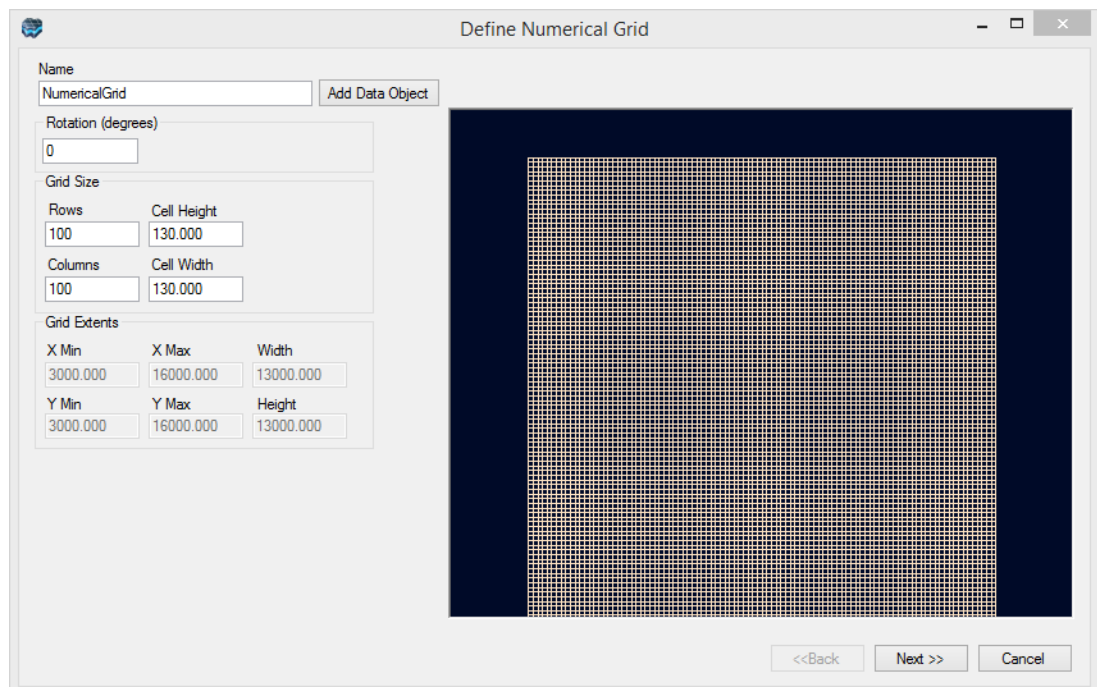 Define Numerical Grid
Name
NumericalGrid Add Data Object
Rotation (degrees)
0
Grid Size
Rows Cell Height
100 130.000
Columns Cell Width
100 130.000
Grid Extents
X Min X Max Width
3000.000 16000.000 13000.000
Y Min Y Max Height
3000.000 16000.000 13000.000
<<Back Next >> Cancel